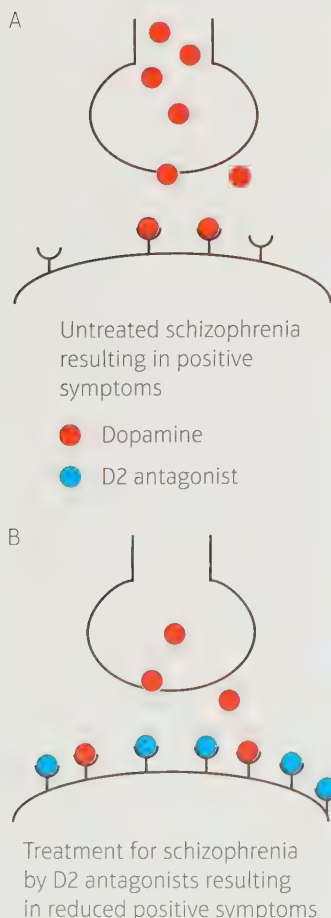 A
Untreated schizophrenia
resulting in positive
symptoms
Dopamine
D2 antagonist
B
Treatment for schizophrenia
by D2 antagonists resulting
in reduced positive symptoms